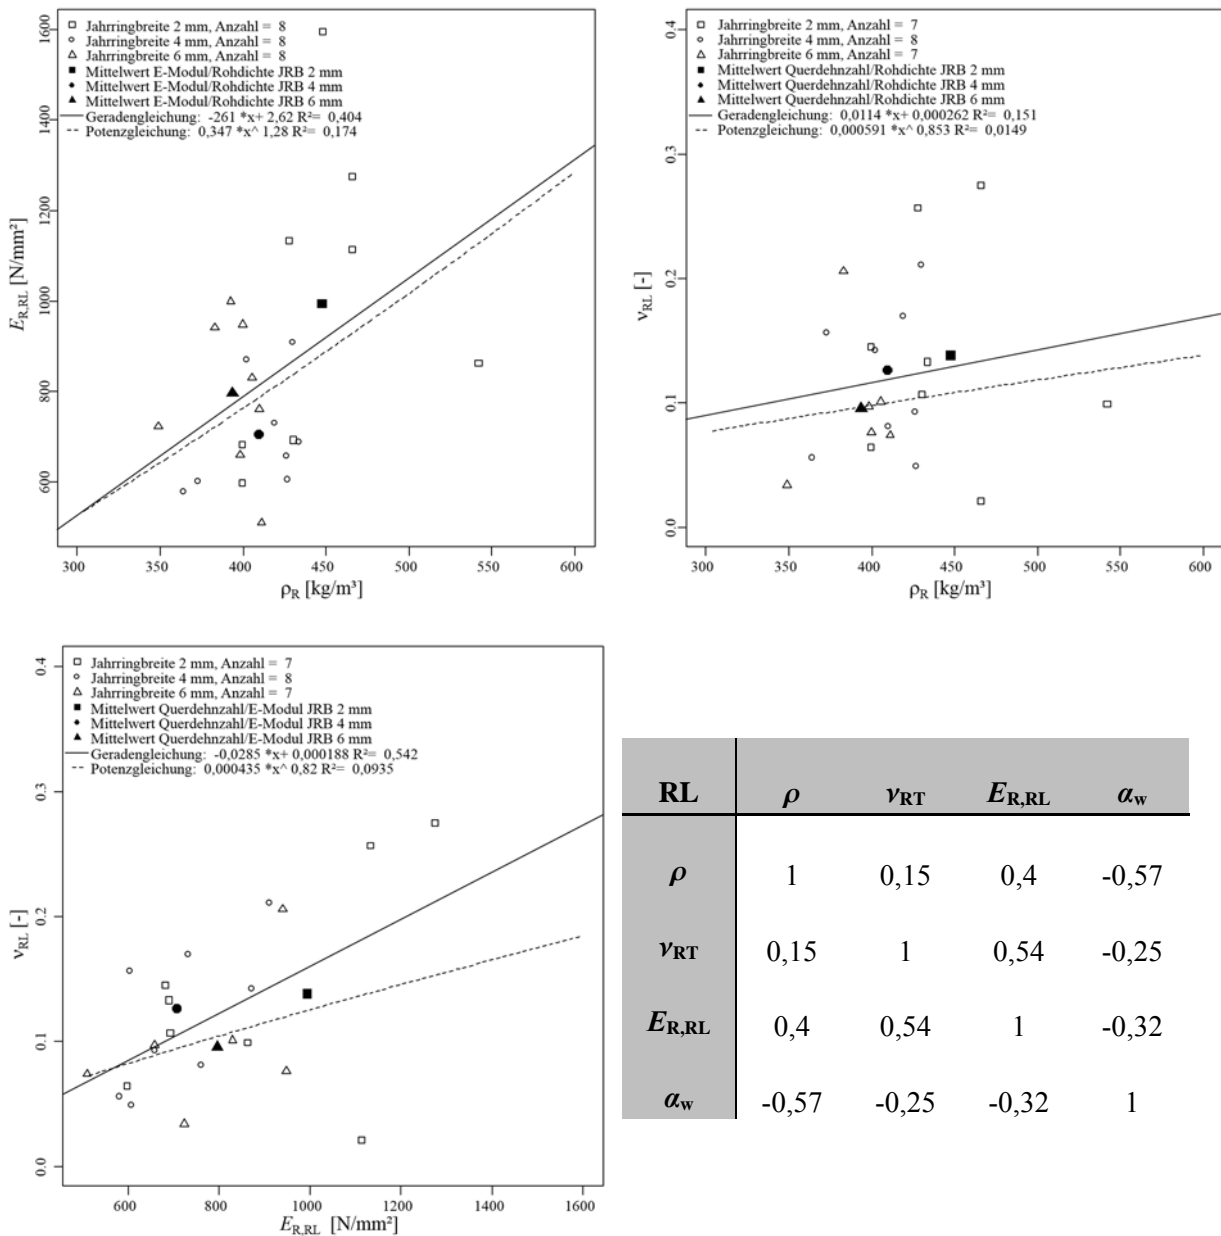 Jahrringbreite 2 mm, Anzahl = 8
Jahrringbreite 4 mm, Anzahl = 8
Jahrringbreite 6 mm, Anzahl = 8
Mittelwert E-Modul/Rohdichte JRB 2 mm
Mittelwert E-Modul/Rohdichte JRB 4 mm
Mittelwert E-Modul/Rohdichte JRB 6 mm
Geradengleichung: -261 *x+ 2,62 R²= 0,404
Potenzgleichung: 0,347 *x^ 1,28 R²= 0,174
1600
1400
1200
1000
800
600
E_R,RL [N/mm²]
300 350 400 450 500 550 600
ρ_R [kg/m³]
Jahrringbreite 2 mm, Anzahl = 7
Jahrringbreite 4 mm, Anzahl = 8
Jahrringbreite 6 mm, Anzahl = 7
Mittelwert Querdehnzahl/Rohdichte JRB 2 mm
Mittelwert Querdehnzahl/Rohdichte JRB 4 mm
Mittelwert Querdehnzahl/Rohdichte JRB 6 mm
Geradengleichung: 0,0114 *x+ 0,000262 R²= 0,151
Potenzgleichung: 0,000591 *x^ 0,853 R²= 0,0149
0.4
0.3
0.2
0.1
0.0
ν_RL [-]
300 350 400 450 500 550 600
ρ_R [kg/m³]
Jahrringbreite 2 mm, Anzahl = 7
Jahrringbreite 4 mm, Anzahl = 8
Jahrringbreite 6 mm, Anzahl = 7
Mittelwert Querdehnzahl/E-Modul JRB 2 mm
Mittelwert Querdehnzahl/E-Modul JRB 4 mm
Mittelwert Querdehnzahl/E-Modul JRB 6 mm
Geradengleichung: -0,0285 *x+ 0,000188 R²= 0,542
Potenzgleichung: 0,000435 *x^ 0,82 R²= 0,0935
0.4
0.3
0.2
0.1
0.0
ν_RL [-]
600 800 1000 1200 1400 1600
E_R,RL [N/mm²]
RL ρ ν_RT E_R,RL α_w
ρ 1 0,15 0,4 -0,57
ν_RT 0,15 1 0,54 -0,25
E_R,RL 0,4 0,54 1 -0,32
α_w -0,57 -0,25 -0,32 1